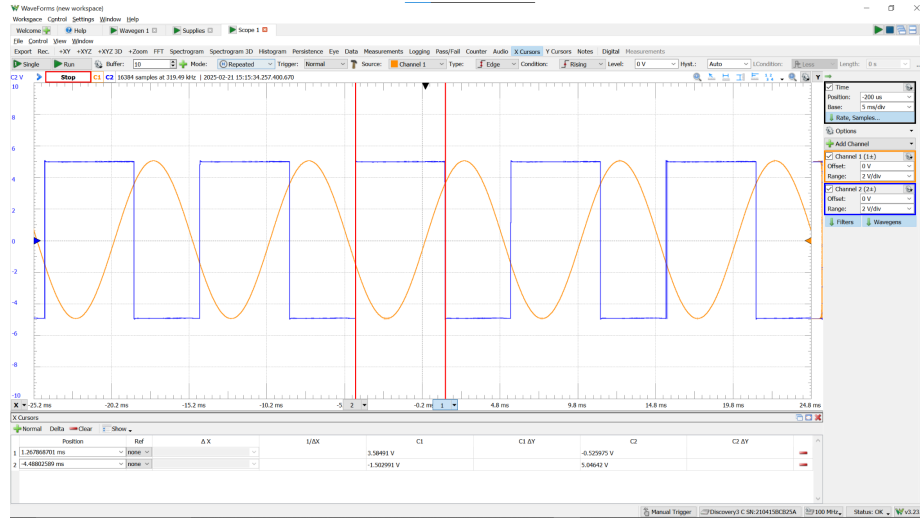 WaveForms (new workspace)
Workspace Control Settings Window Help
Welcome Help Wavegen 1 Supplies Scope 1
File Control View Window
Export Rec. +XY +XYZ +XYZ 3D +Zoom FFT Spectrogram Spectrogram 3D Histogram Persistence Eye Data Measurements Logging Pass/Fail Counter Audio X Cursors Y Cursors Notes Digital Measurements
Single Run Buffer: 10 Mode: Repeated Trigger: Normal Source: Channel 1 Type: Edge Condition: Rising Level: 0 V Hyst.: Auto LCondition: Less Length: 0 s
C2 V Stop C1 C2 16384 samples at 319.49 kHz | 2025-02-21 15:15:34.257.400.670 Y
10
8
6
4
2
0
-2
-4
-6
-8
-10
X -25.2 ms -20.2 ms -15.2 ms -10.2 ms -5 2 -0.2 m 1 4.8 ms 9.8 ms 14.8 ms 19.8 ms 24.8 ms
Time
Position: -200 us
Base: 5 ms/div
Rate, Samples...
Options
Add Channel
Channel 1 (1±)
Offset: 0 V
Range: 2 V/div
Channel 2 (2±)
Offset: 0 V
Range: 2 V/div
Filters Wavegens
X Cursors
Normal Delta Clear Show
Position Ref Δ X 1/ΔX C1 C1 ΔY C2 C2 ΔY
1 1.267868701 ms none 3.58491 V -0.525975 V
2 -4.48802589 ms none -1.502991 V 5.04642 V
Manual Trigger Discovery3 C SN:210415BCB25A 100 MHz Status: OK v3.23